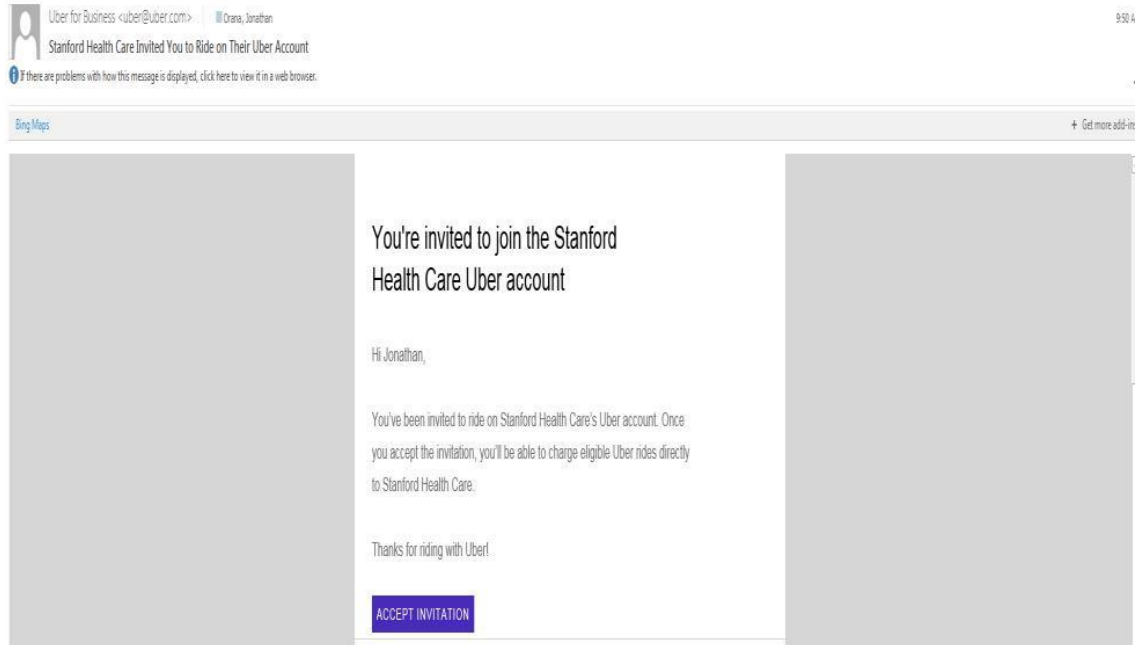 Uber for Business <uber@uber.com> Orana, Jonathan 9:50 A
Stanford Health Care Invited You to Ride on Their Uber Account
If there are problems with how this message is displayed, click here to view it in a web browser.
Bing Maps + Get more add-ins
You're invited to join the Stanford
Health Care Uber account
Hi Jonathan,
You've been invited to ride on Stanford Health Care's Uber account. Once
you accept the invitation, you'll be able to charge eligible Uber rides directly
to Stanford Health Care.
Thanks for riding with Uber!
ACCEPT INVITATION